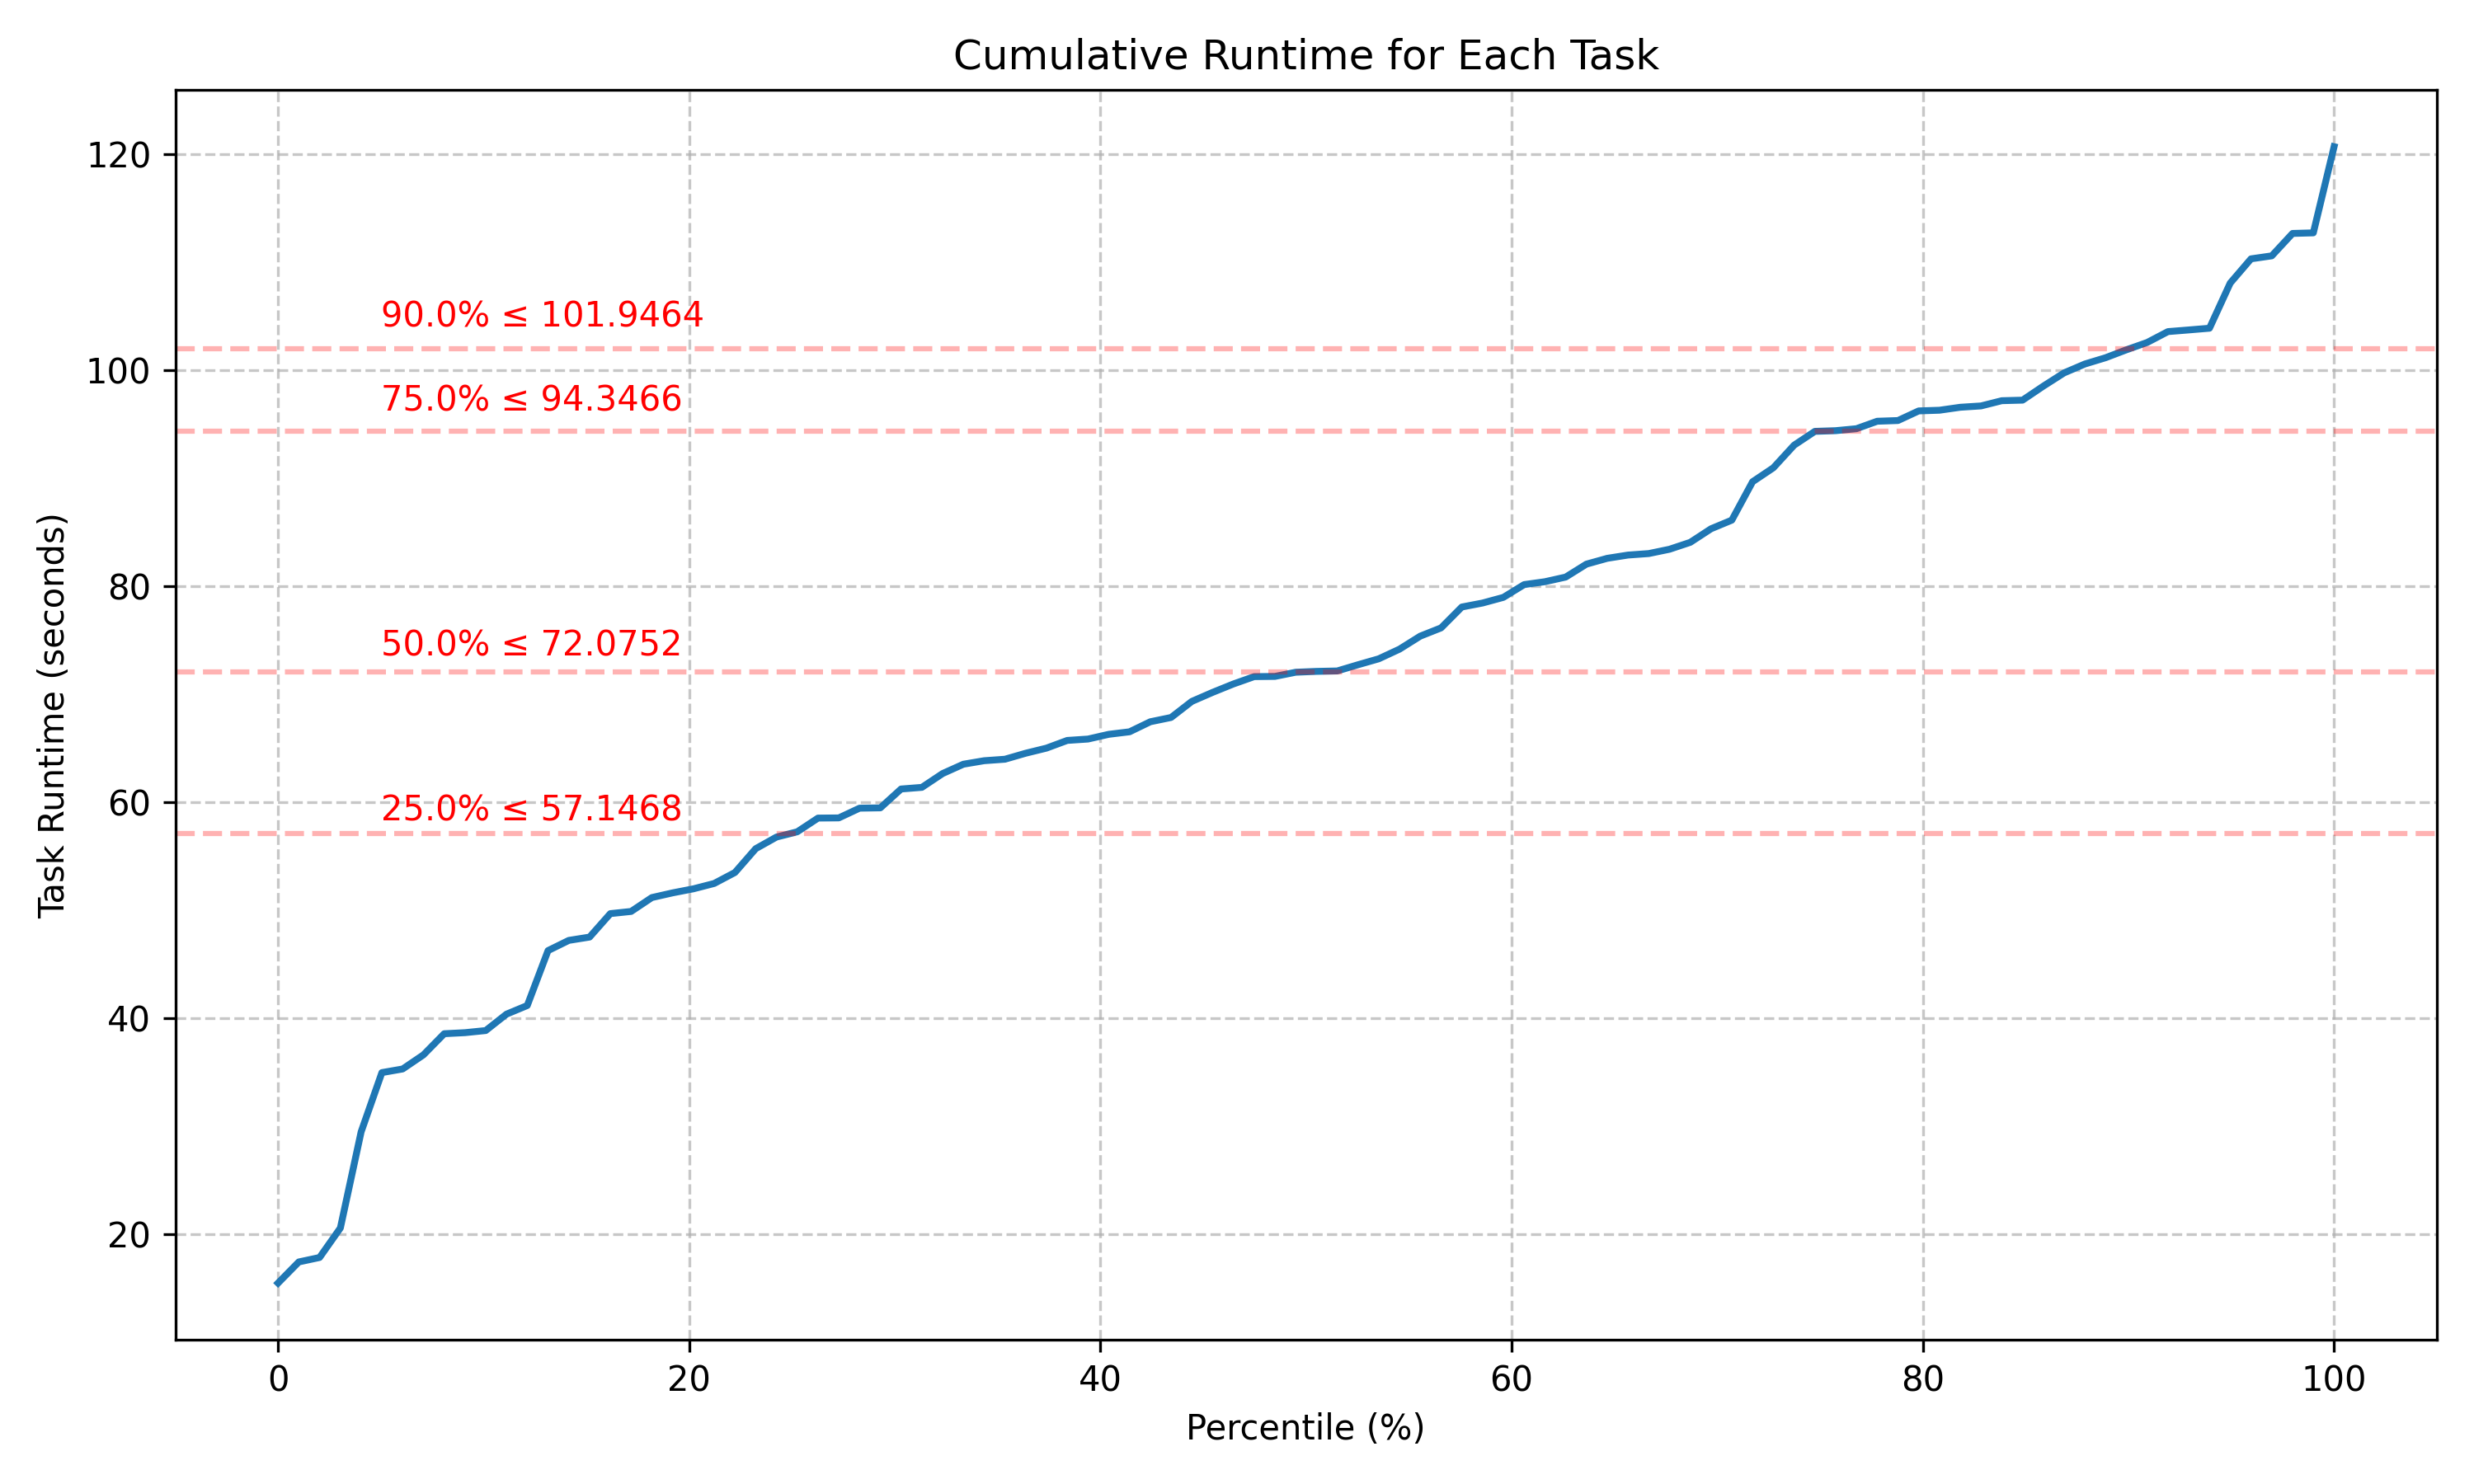 Cumulative Runtime for Each Task
Task Runtime (seconds)
120
100
80
60
40
20
90.0% ≤ 101.9464
75.0% ≤ 94.3466
50.0% ≤ 72.0752
25.0% ≤ 57.1468
0 20 40 60 80 100
Percentile (%)